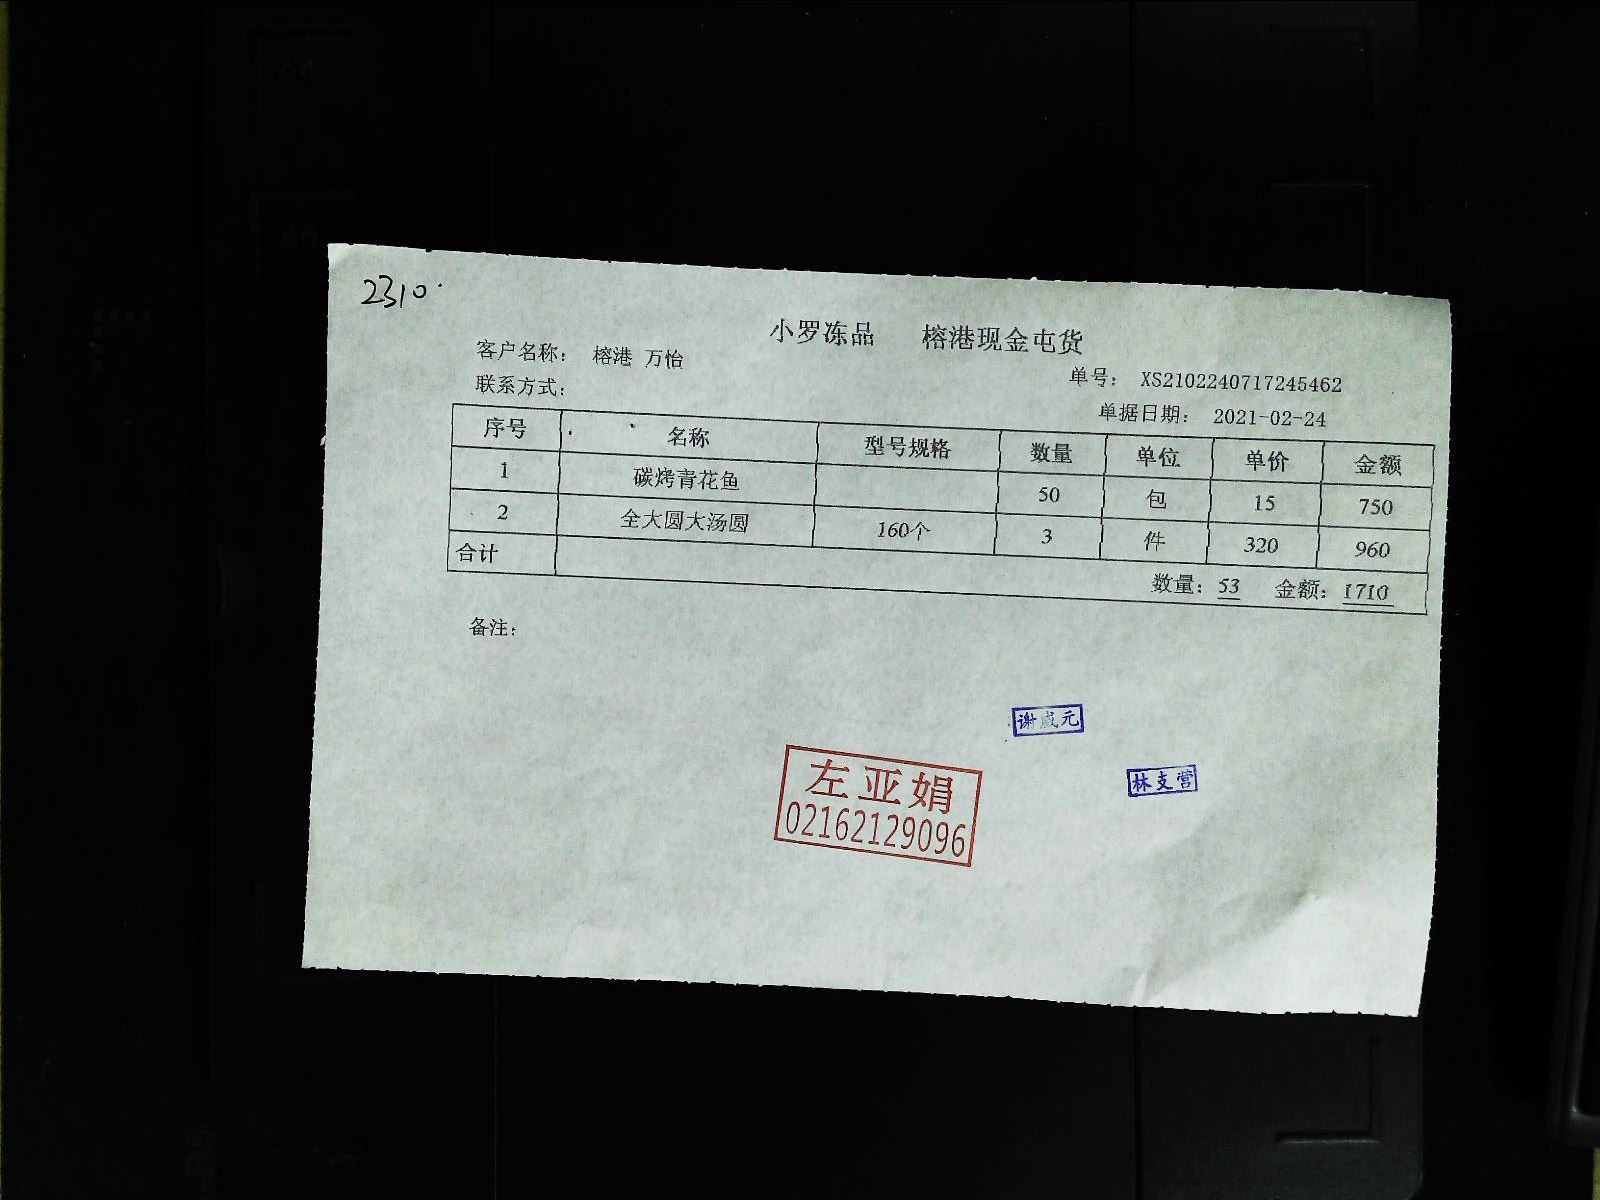 2310.
小罗冻品 榕港现金屯货
客户名称: 榕港 万怡
单号: XS2102240717245462
联系方式:
单据日期: 2021-02-24
序号 名称 型号规格 数量 单位 单价 金额
1 碳烤青花鱼 50 包 15 750
2 全大圆大汤圆 160个 3 件 320 960
合计 数量: 53 金额: 1710
备注:
谢威元
林支营
左亚娟
02162129096